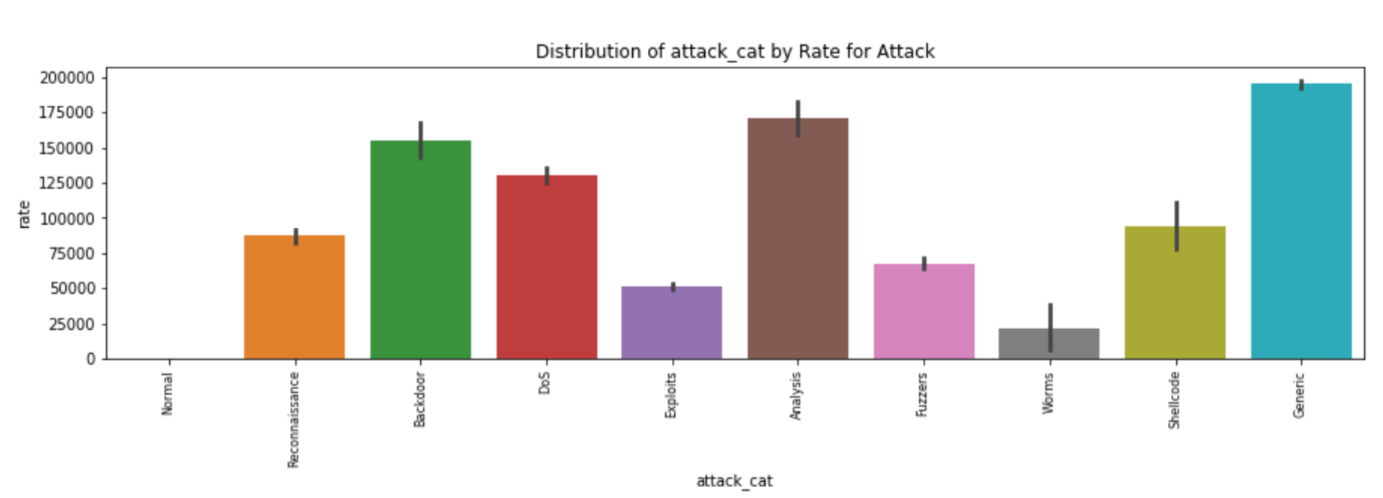 Distribution of attack_cat by Rate for Attack
200000
175000
150000
125000
100000
75000
50000
25000
0
rate
Normal
Reconnaissance
Backdoor
DoS
Exploits
Analysis
Fuzzers
Worms
Shellcode
Generic
attack_cat